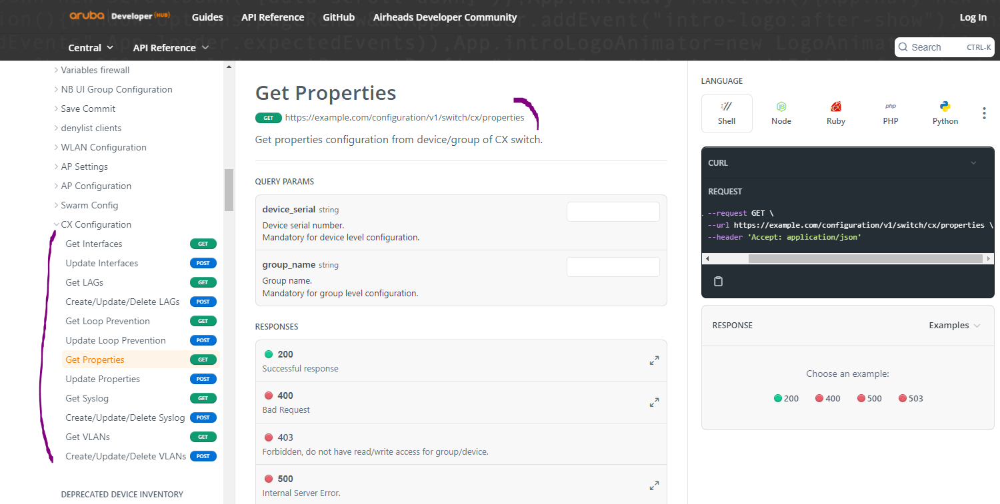 aruba Developer {HUB}
Guides
API Reference
GitHub
Airheads Developer Community
Log In
Central
API Reference
Search
CTRL-K
Variables firewall
NB UI Group Configuration
Save Commit
denylist clients
WLAN Configuration
AP Settings
AP Configuration
Swarm Config
CX Configuration
Get Interfaces GET
Update Interfaces POST
Get LAGs GET
Create/Update/Delete LAGs POST
Get Loop Prevention GET
Update Loop Prevention POST
Get Properties GET
Update Properties POST
Get Syslog GET
Create/Update/Delete Syslog POST
Get VLANs GET
Create/Update/Delete VLANs POST
DEPRECATED DEVICE INVENTORY
Get Properties
GET https://example.com/configuration/v1/switch/cx/properties
Get properties configuration from device/group of CX switch.
QUERY PARAMS
device_serial string
Device serial number.
Mandatory for device level configuration.
group_name string
Group name.
Mandatory for group level configuration.
RESPONSES
200
Successful response
400
Bad Request
403
Forbidden, do not have read/write access for group/device.
500
Internal Server Error.
LANGUAGE
Shell
Node
Ruby
php
PHP
Python
CURL
REQUEST
--request GET \
--url https://example.com/configuration/v1/switch/cx/properties \
--header 'Accept: application/json'
RESPONSE
Examples
Choose an example:
200 400 500 503